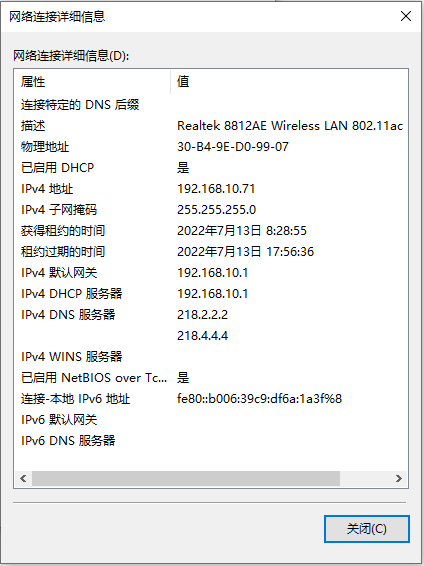 网络连接详细信息
网络连接详细信息(D):
属性 值
连接特定的 DNS 后缀
描述 Realtek 8812AE Wireless LAN 802.11ac
物理地址 30-B4-9E-D0-99-07
已启用 DHCP 是
IPv4 地址 192.168.10.71
IPv4 子网掩码 255.255.255.0
获得租约的时间 2022年7月13日 8:28:55
租约过期的时间 2022年7月13日 17:56:36
IPv4 默认网关 192.168.10.1
IPv4 DHCP 服务器 192.168.10.1
IPv4 DNS 服务器 218.2.2.2
218.4.4.4
IPv4 WINS 服务器
已启用 NetBIOS over Tc... 是
连接-本地 IPv6 地址 fe80::b006:39c9:df6a:1a3f%8
IPv6 默认网关
IPv6 DNS 服务器
关闭(C)